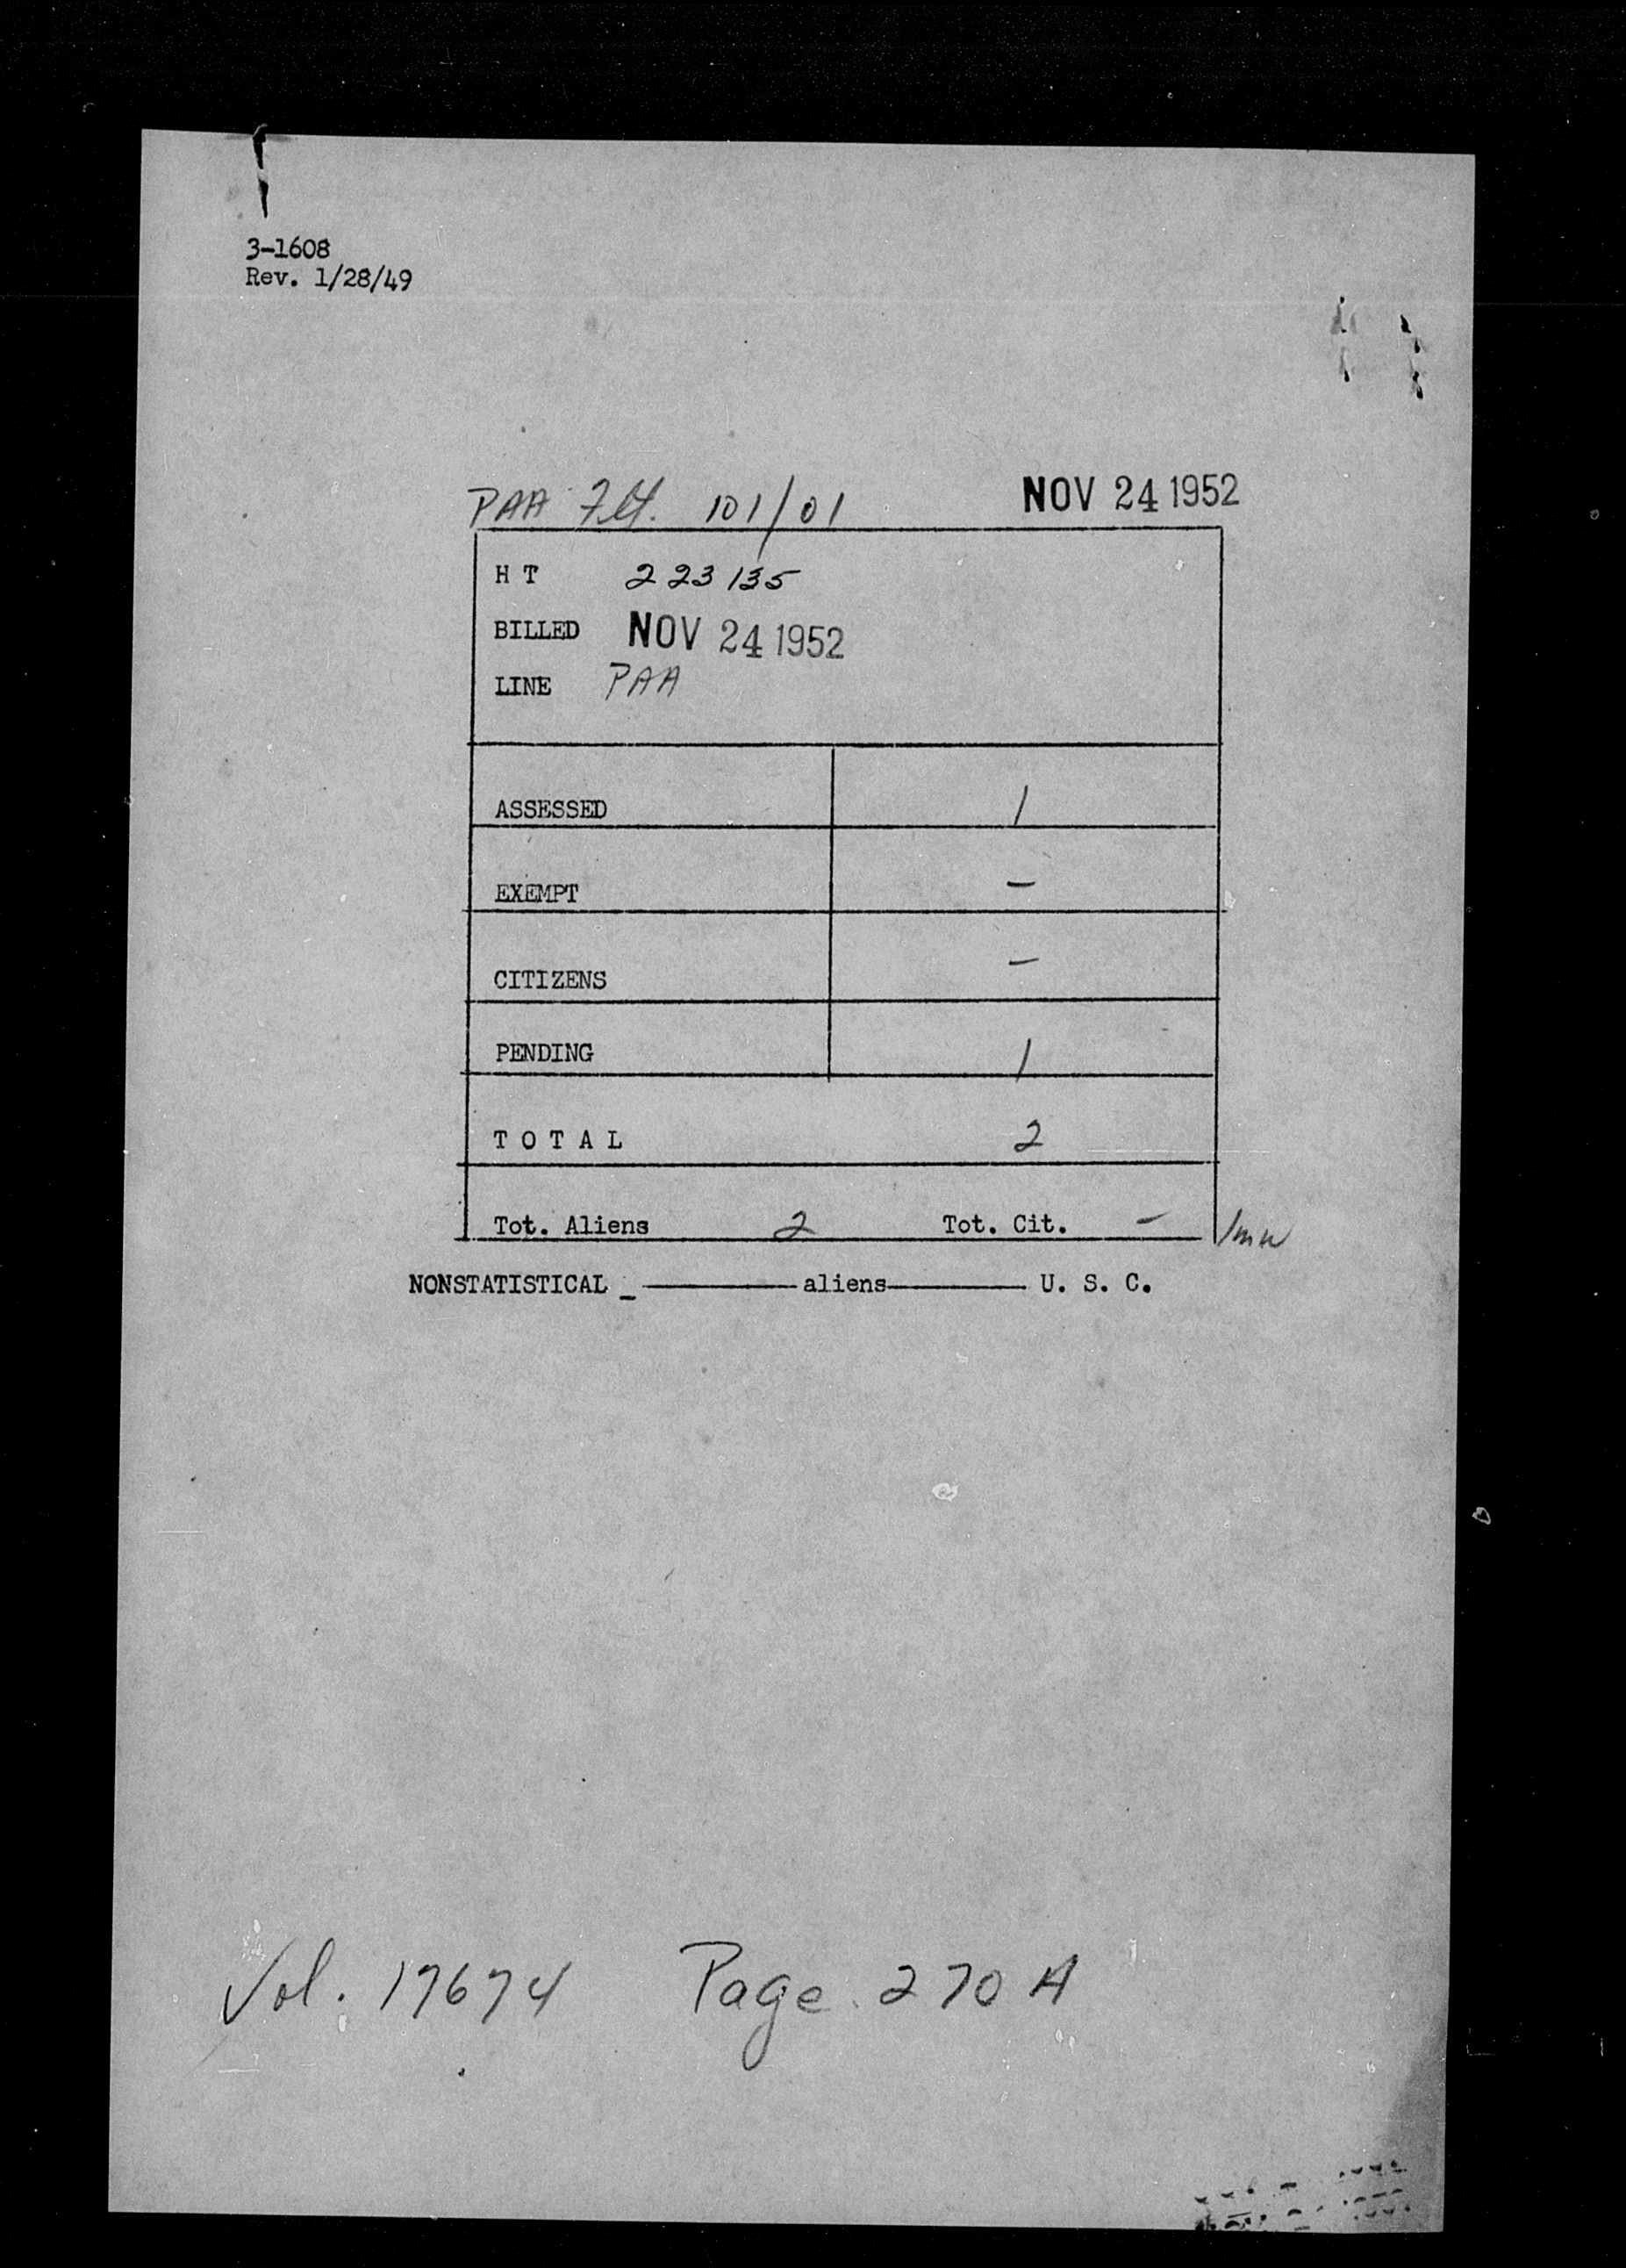 3-1608
Rev. 1/28/49
PAA Flt. 101/01 NOV 24 1952
H T 223135
BILLED NOV 24 1952
LINE PAA
ASSESSED 1
EXEMPT -
CITIZENS -
PENDING 1
T O T A L 2
Tot. Aliens 2 Tot. Cit. -
NONSTATISTICAL _ ———— aliens ———— U. S. C.
Vol. 17674 Page 270 A